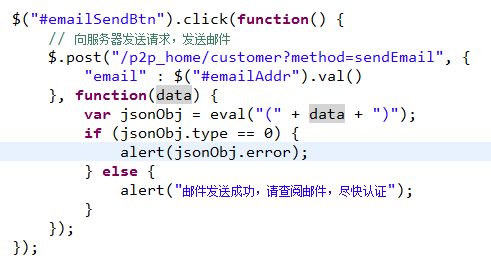 $("#emailSendBtn").click(function() {
// 向服务器发送请求，发送邮件
$.post("/p2p_home/customer?method=sendEmail", {
"email" : $("#emailAddr").val()
}, function(data) {
var jsonObj = eval("(" + data + ")");
if (jsonObj.type == 0) {
alert(jsonObj.error);
} else {
alert("邮件发送成功，请查阅邮件，尽快认证");
}
});
});